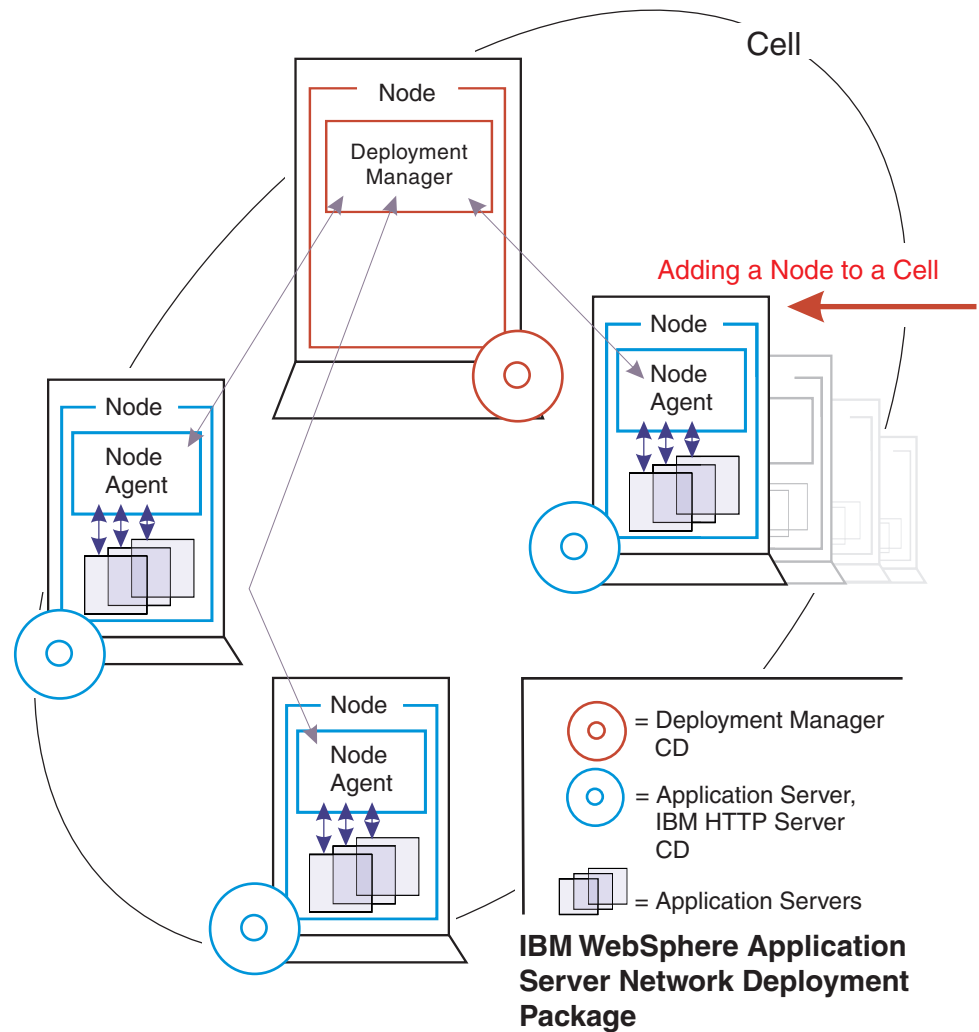 Cell
Node
Deployment
Manager
Adding a Node to a Cell
Node
Node
Agent
Node
Node
Agent
Node
Node
Agent
= Deployment Manager
CD
= Application Server,
IBM HTTP Server
CD
= Application Servers
IBM WebSphere Application
Server Network Deployment
Package